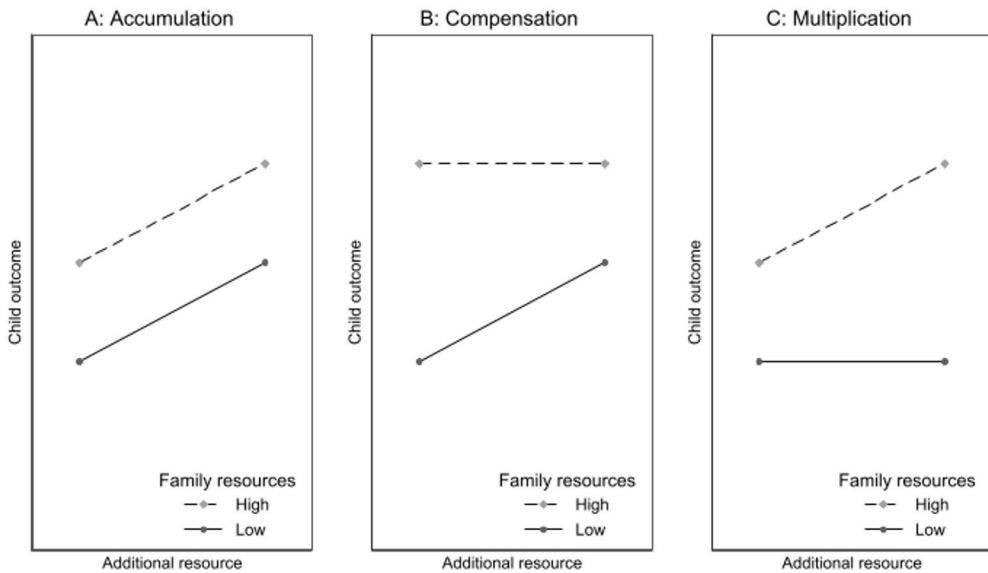 A: Accumulation
Child outcome
Family resources
High
Low
Additional resource
B: Compensation
Child outcome
Family resources
High
Low
Additional resource
C: Multiplication
Child outcome
Family resources
High
Low
Additional resource